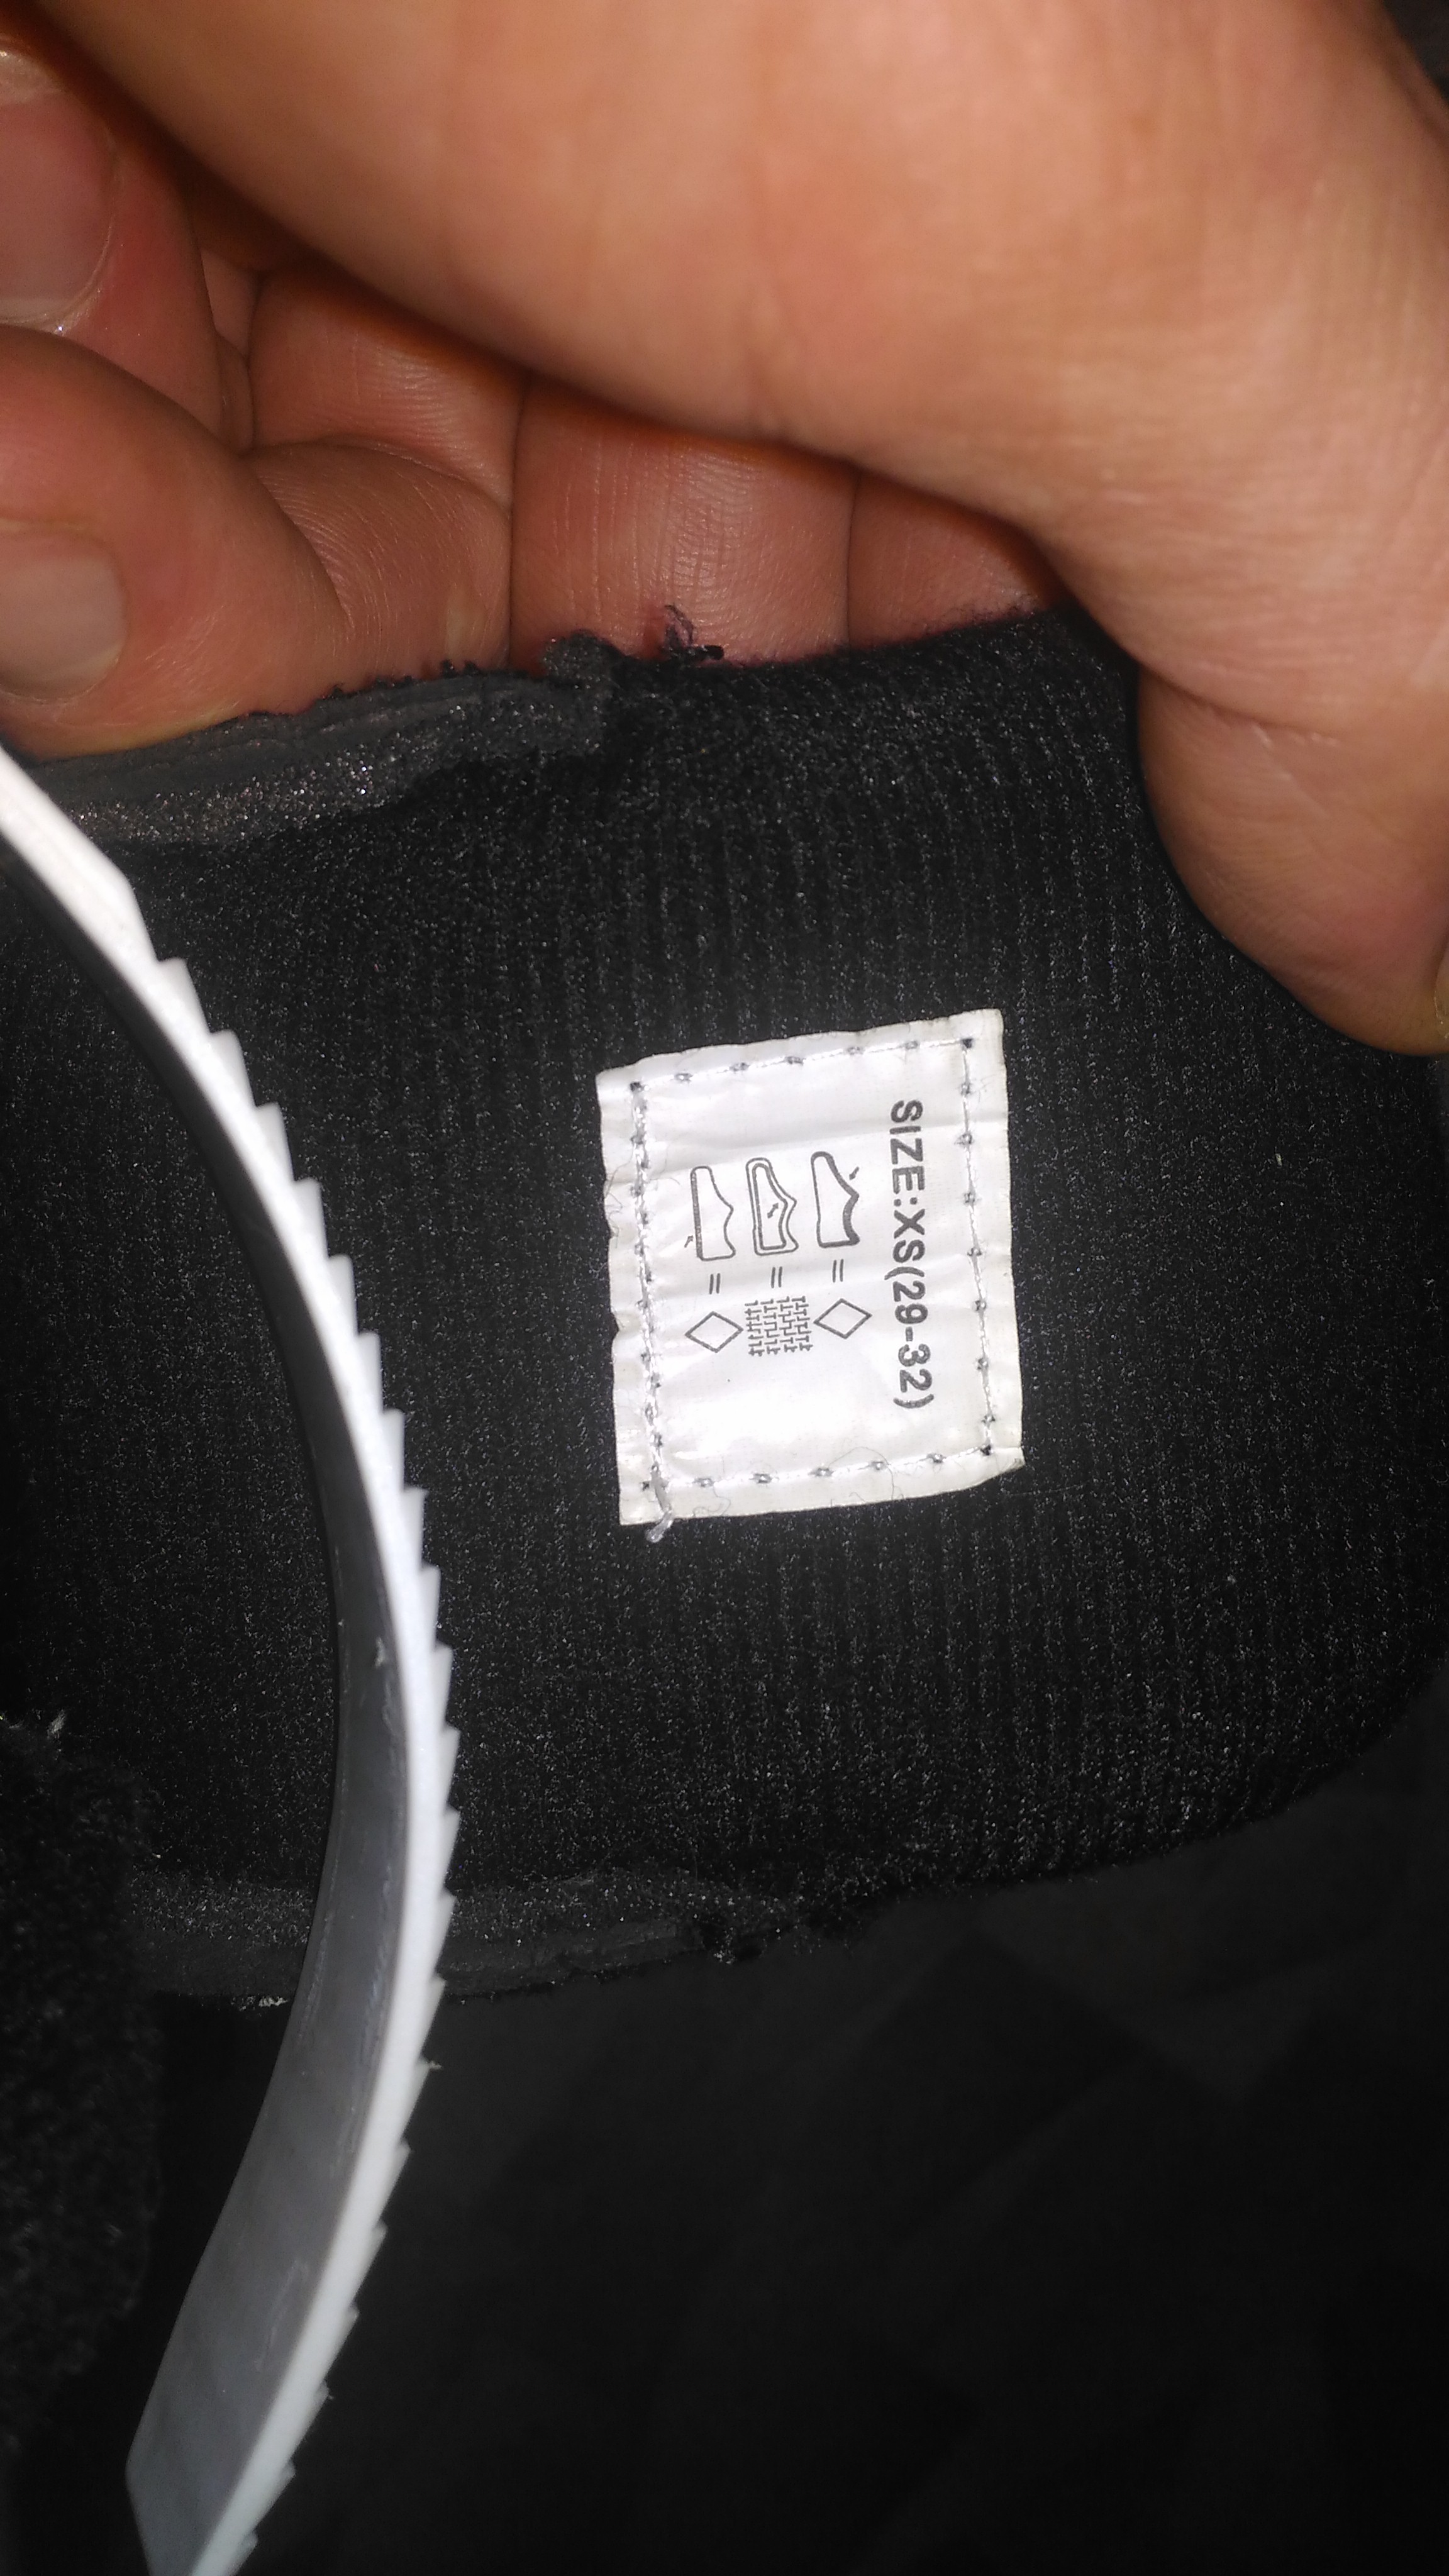 SIZE:XS(29-32)
=
=
=